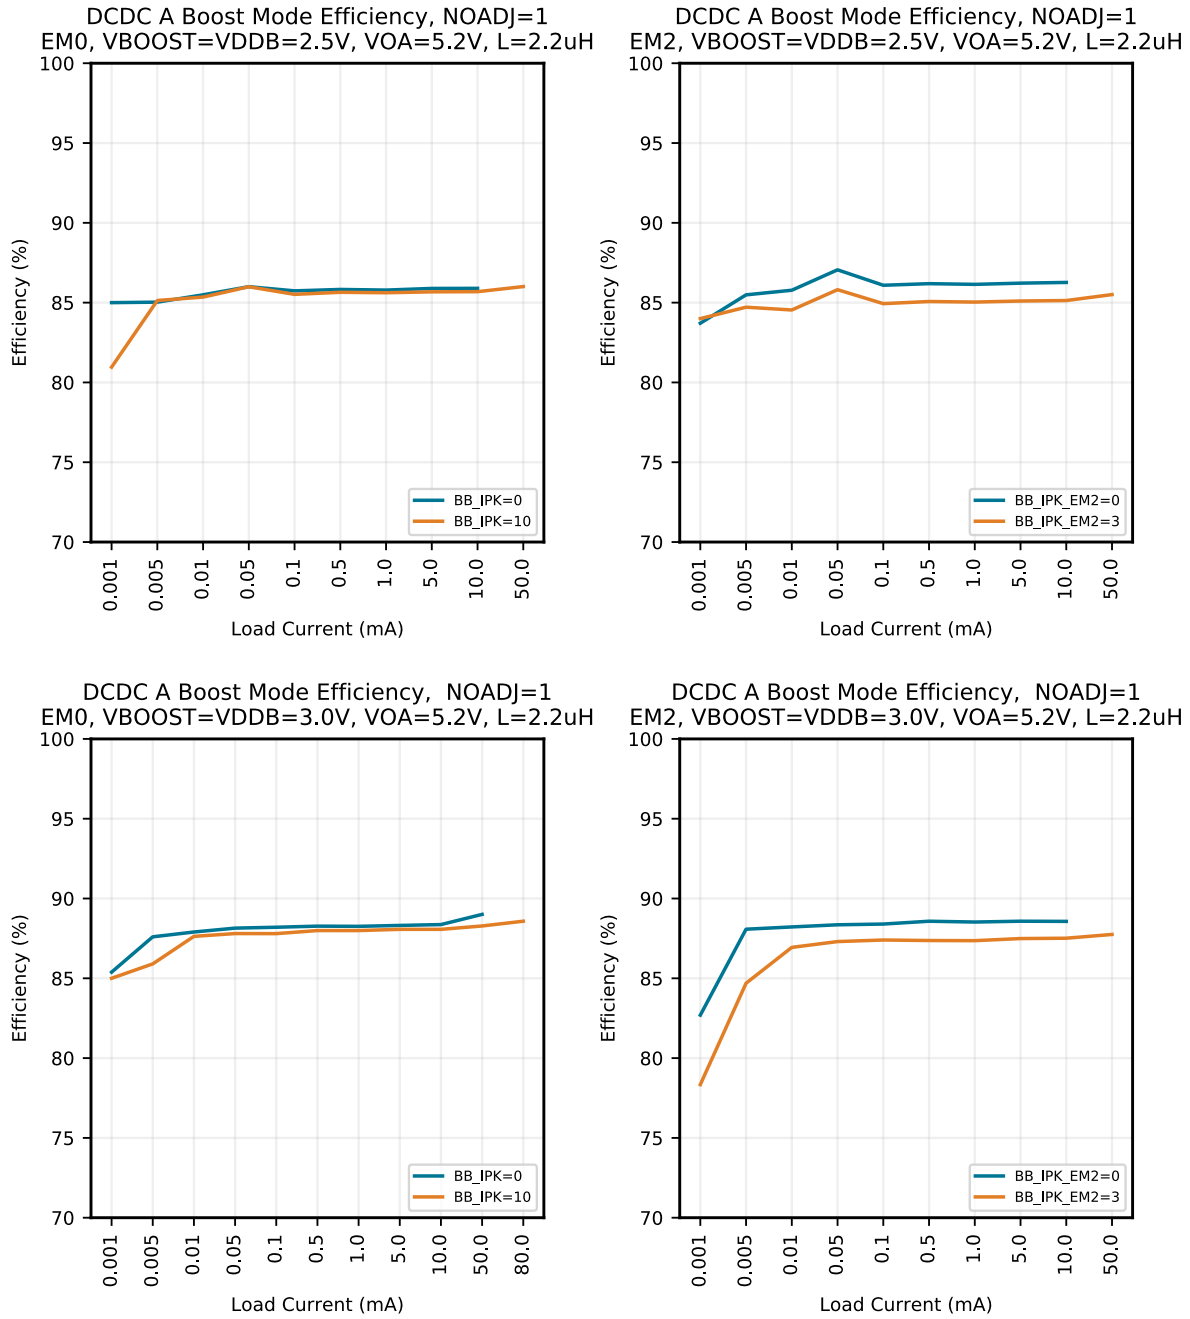 DCDC A Boost Mode Efficiency, NOADJ=1
EM0, VBOOST=VDDB=2.5V, VOA=5.2V, L=2.2uH
100
95
90
85
80
75
70
Efficiency (%)
BB_IPK=0
BB_IPK=10
0.001
0.005
0.01
0.05
0.1
0.5
1.0
5.0
10.0
50.0
Load Current (mA)
DCDC A Boost Mode Efficiency, NOADJ=1
EM2, VBOOST=VDDB=2.5V, VOA=5.2V, L=2.2uH
100
95
90
85
80
75
70
Efficiency (%)
BB_IPK_EM2=0
BB_IPK_EM2=3
0.001
0.005
0.01
0.05
0.1
0.5
1.0
5.0
10.0
50.0
Load Current (mA)
DCDC A Boost Mode Efficiency,  NOADJ=1
EM0, VBOOST=VDDB=3.0V, VOA=5.2V, L=2.2uH
100
95
90
85
80
75
70
Efficiency (%)
BB_IPK=0
BB_IPK=10
0.001
0.005
0.01
0.05
0.1
0.5
1.0
5.0
10.0
50.0
80.0
Load Current (mA)
DCDC A Boost Mode Efficiency,  NOADJ=1
EM2, VBOOST=VDDB=3.0V, VOA=5.2V, L=2.2uH
100
95
90
85
80
75
70
Efficiency (%)
BB_IPK_EM2=0
BB_IPK_EM2=3
0.001
0.005
0.01
0.05
0.1
0.5
1.0
5.0
10.0
50.0
Load Current (mA)